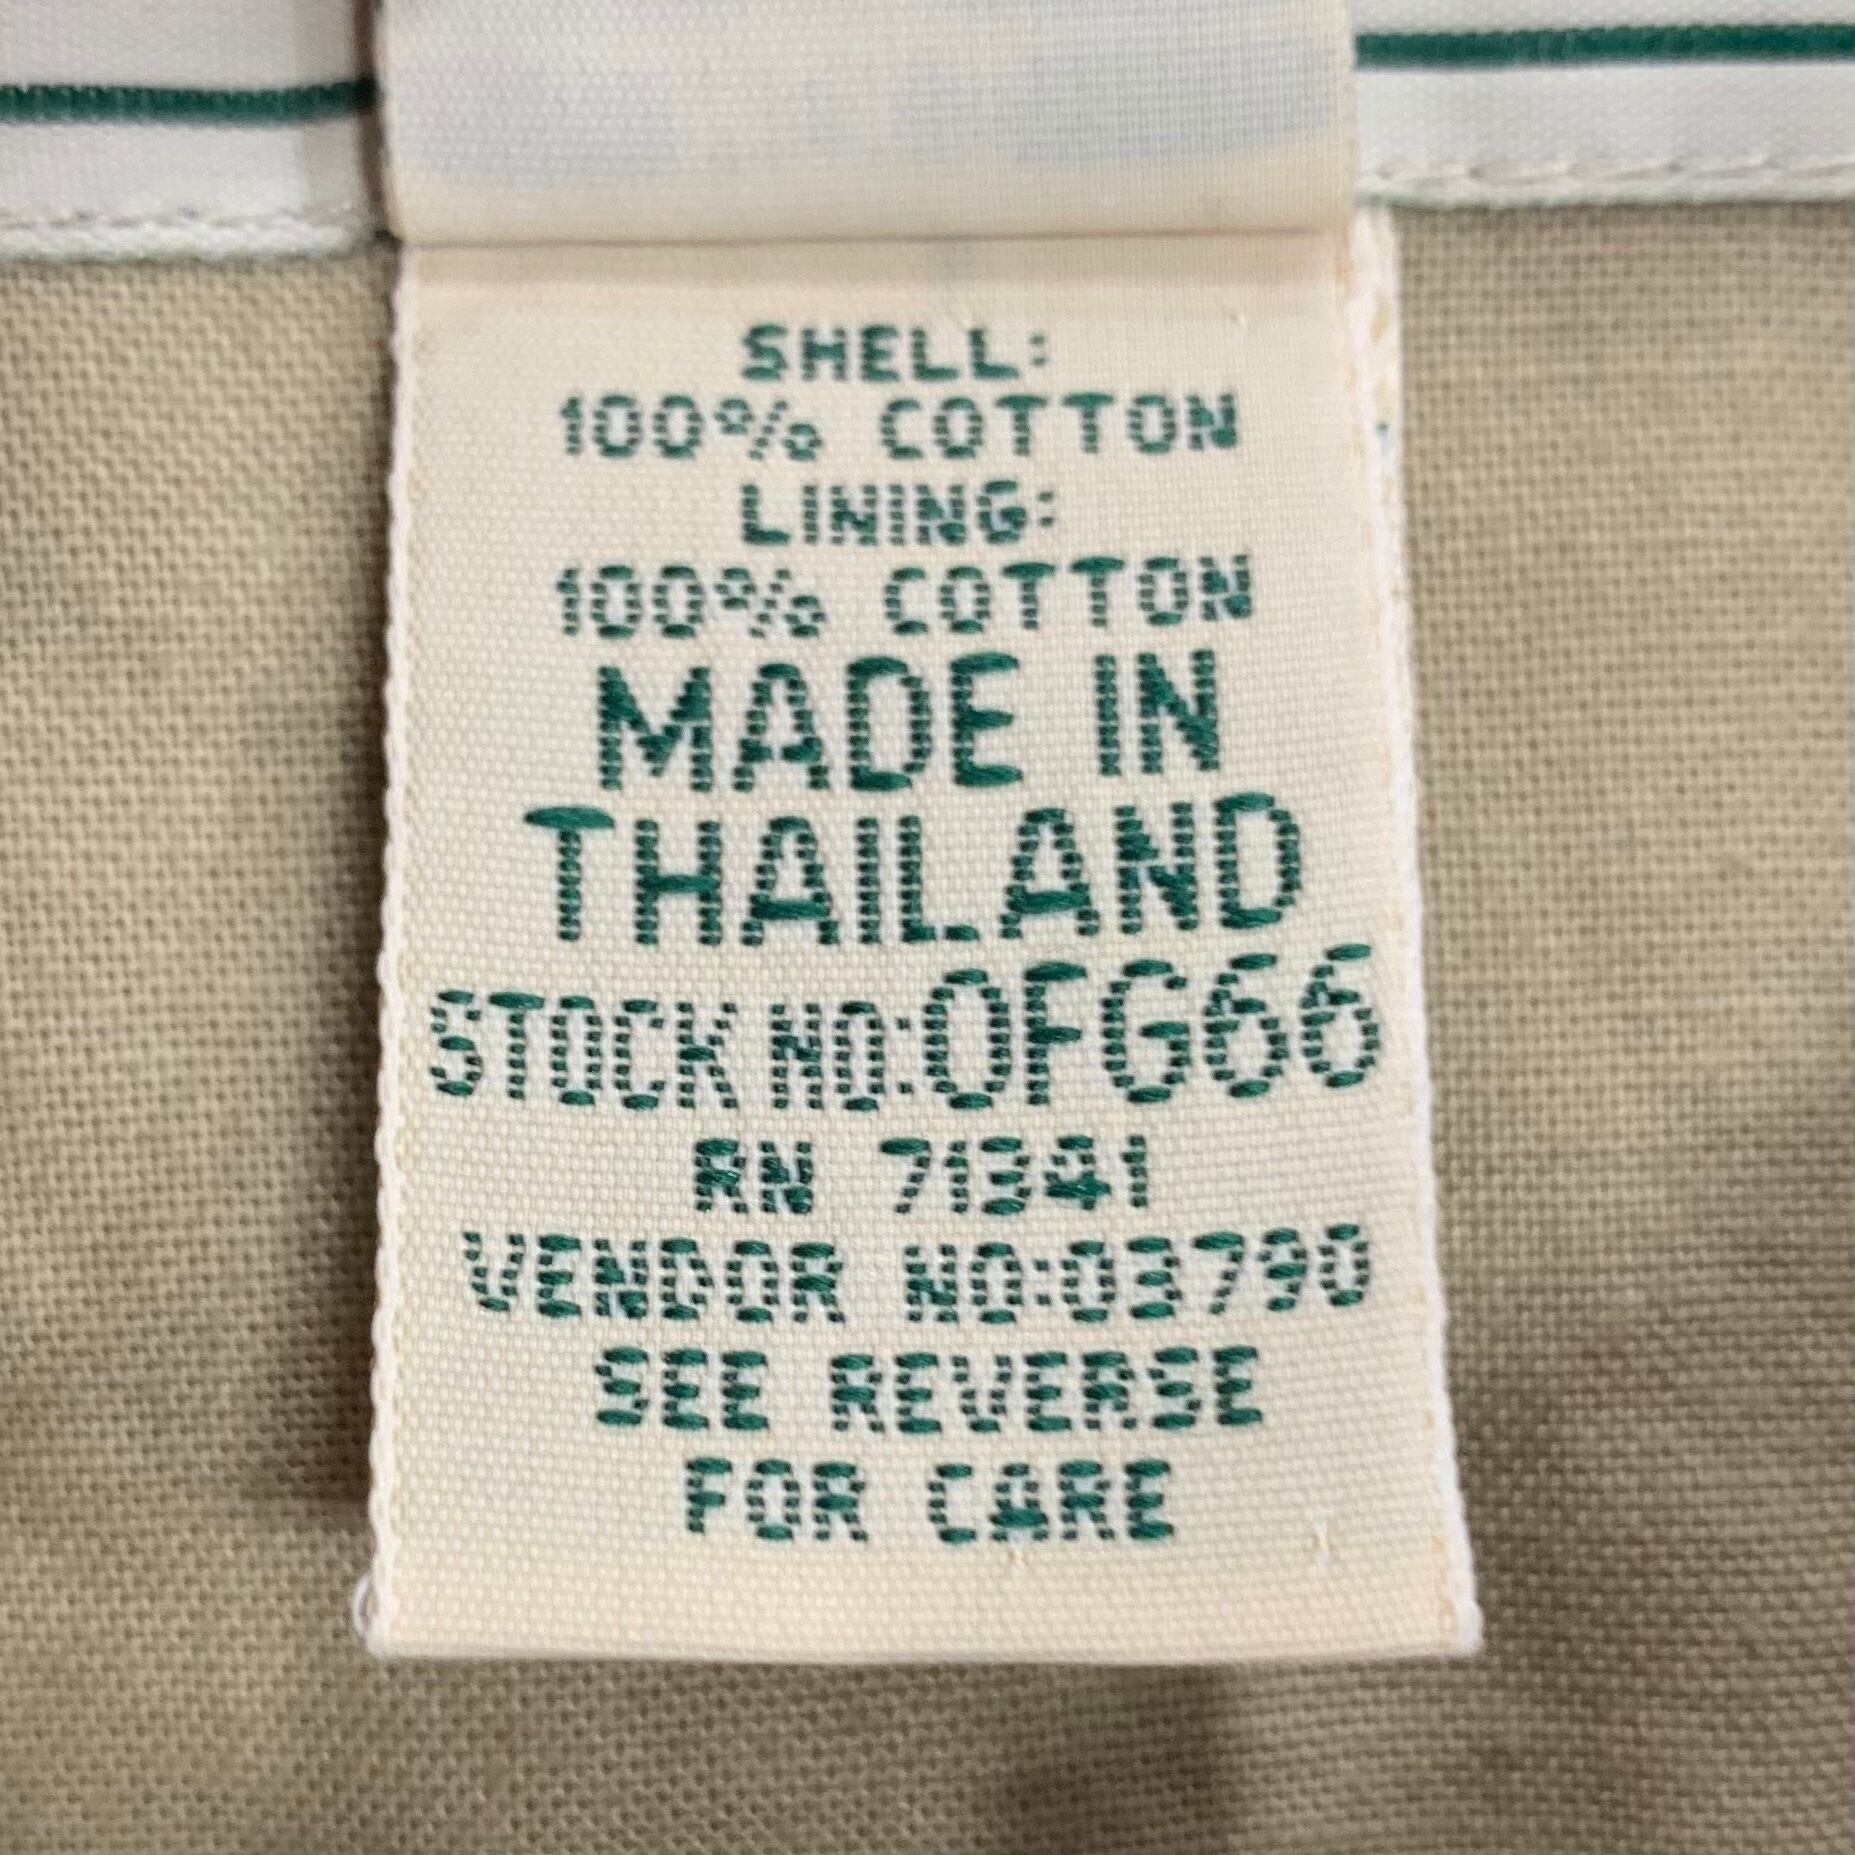 SHELL:
100% COTTON
LINING:
100% COTTON
MADE IN
THAILAND
STOCK NO:OFG66
RN 71341
VENDOR NO:03790
SEE REVERSE
FOR CARE